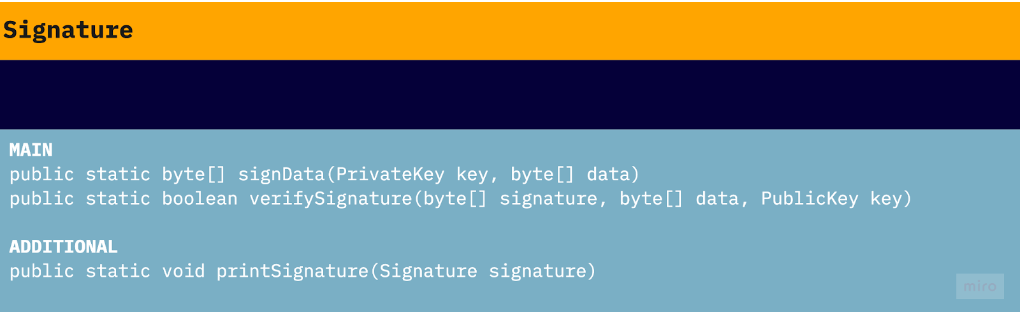 Signature
MAIN
public static byte[] signData(PrivateKey key, byte[] data)
public static boolean verifySignature(byte[] signature, byte[] data, PublicKey key)
ADDITIONAL
public static void printSignature(Signature signature)
miro